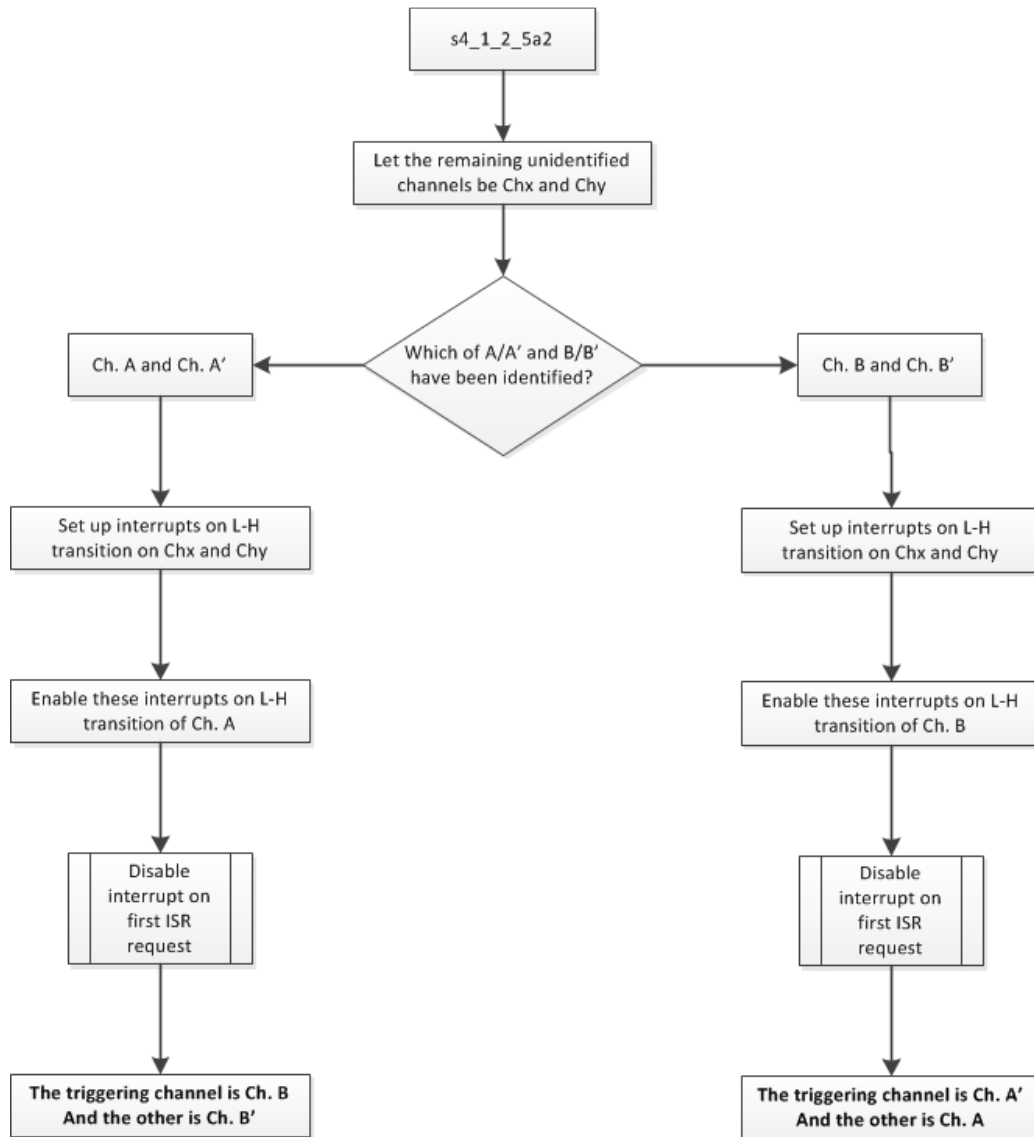 s4_1_2_5a2
Let the remaining unidentified
channels be Chx and Chy
Which of A/A’ and B/B’
have been identified?
Ch. A and Ch. A’
Ch. B and Ch. B’
Set up interrupts on L-H
transition on Chx and Chy
Set up interrupts on L-H
transition on Chx and Chy
Enable these interrupts on L-H
transition of Ch. A
Enable these interrupts on L-H
transition of Ch. B
Disable
interrupt on
first ISR
request
Disable
interrupt on
first ISR
request
The triggering channel is Ch. B
And the other is Ch. B’
The triggering channel is Ch. A’
And the other is Ch. A